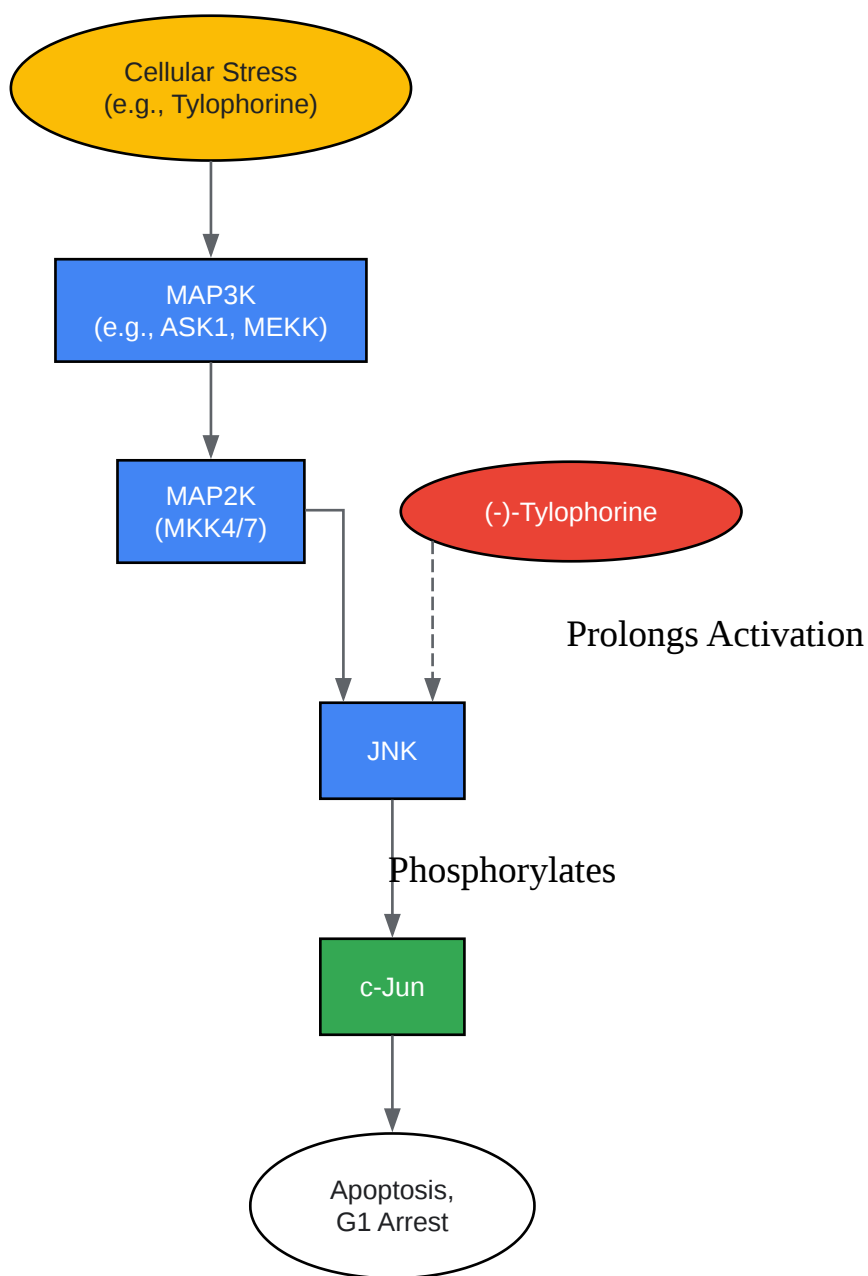 Cellular Stress
(e.g., Tylophorine)
MAP3K
(e.g., ASK1, MEKK)
MAP2K
(MKK4/7)
(-)-Tylophorine
Prolongs Activation
JNK
Phosphorylates
c-Jun
Apoptosis,
G1 Arrest